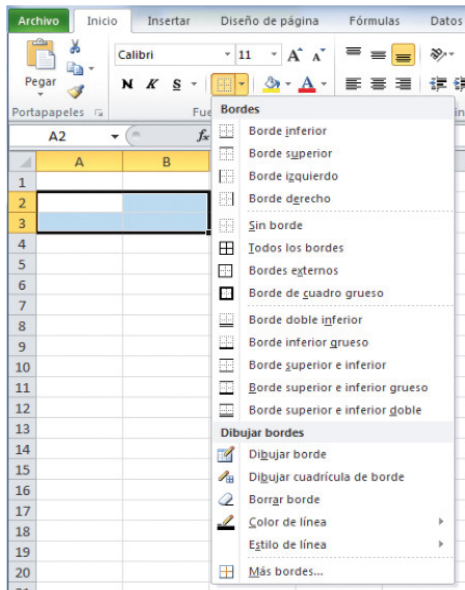 Archivo Inicio Insertar Diseño de página Fórmulas Datos
Calibri 11 A A
Pegar N K S A
Portapapeles Fue
A2 fx
Bordes
Borde inferior
Borde superior
Borde izquierdo
Borde derecho
Sin borde
Todos los bordes
Bordes externos
Borde de cuadro grueso
Borde doble inferior
Borde inferior grueso
Borde superior e inferior
Borde superior e inferior grueso
Borde superior e inferior doble
Dibujar bordes
Dibujar borde
Dibujar cuadrícula de borde
Borrar borde
Color de línea
Estilo de línea
Más bordes...
A B
1
2
3
4
5
6
7
8
9
10
11
12
13
14
15
16
17
18
19
20